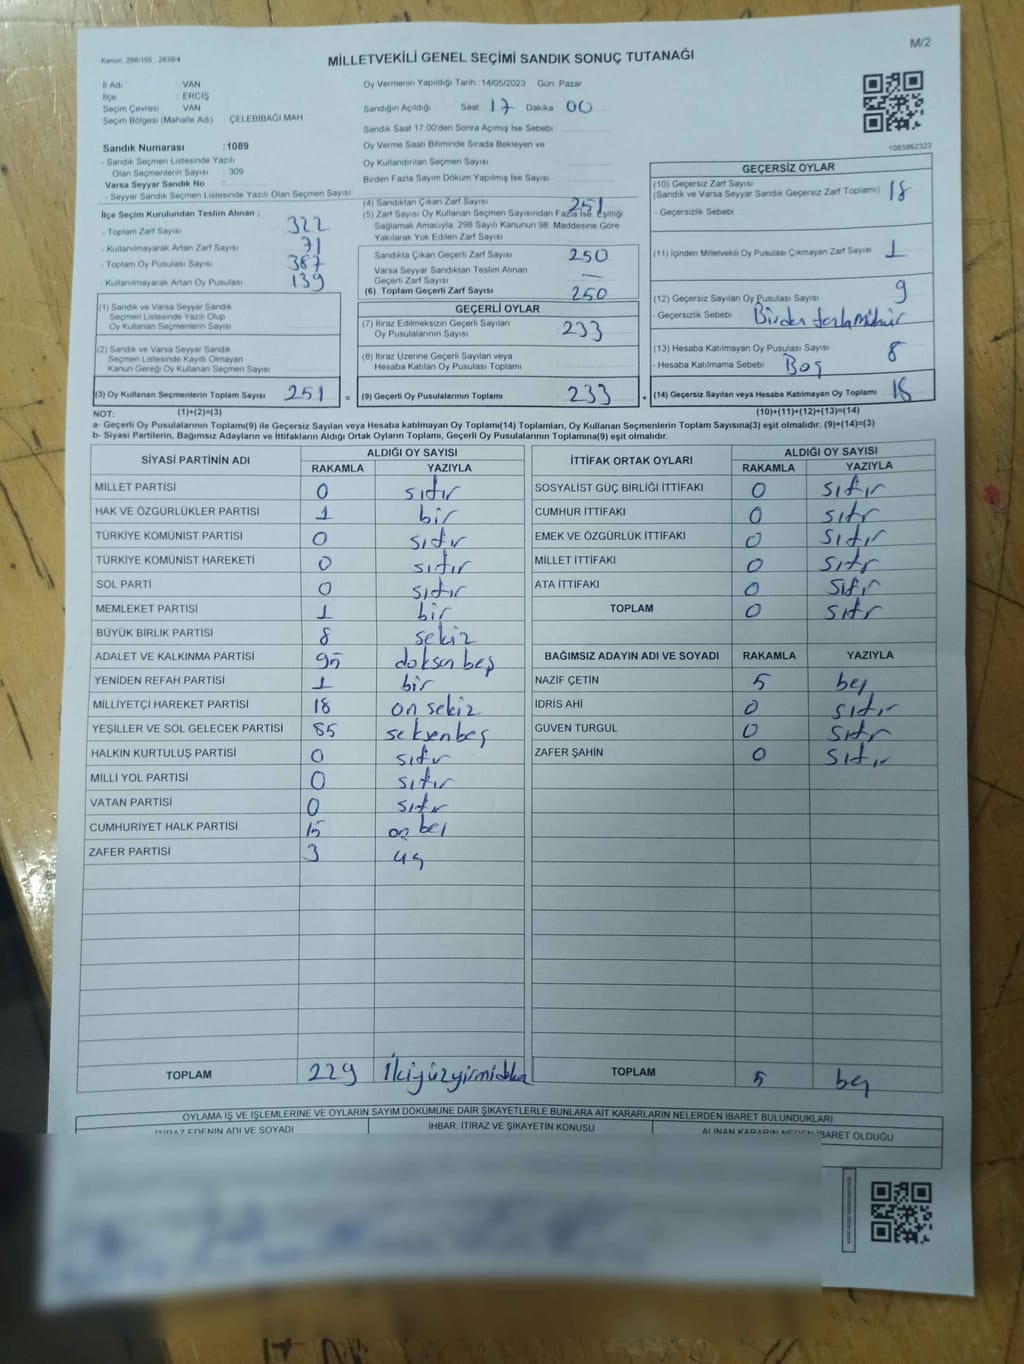 M/2
Kanun, 298/105 , 2839/4
MİLLETVEKİLİ GENEL SEÇİMİ SANDIK SONUÇ TUTANAĞI
İl Adı : VAN
İlçe : ERCİŞ
Seçim Çevresi : VAN
Seçim Bölgesi (Mahalle Adı) ÇELEBİBAĞI MAH.
Sandık Numarası :1089
- Sandık Seçmen Listesinde Yazılı
Olan Seçmenlerin Sayısı : 309
Varsa Seyyar Sandık No :
- Seyyar Sandık Seçmen Listesinde Yazılı Olan Seçmen Sayısı
İlçe Seçim Kurulundan Teslim Alınan ;
- Toplam Zarf Sayısı 322
- Kullanılmayarak Artan Zarf Sayısı 71
- Toplam Oy Pusulası Sayısı 387
- Kullanılmayarak Artan Oy Pusulası 139
(1) Sandık ve Varsa Seyyar Sandık
Seçmen Listesinde Yazılı Olup
Oy Kullanan Seçmenlerin Sayısı
(2) Sandık ve Varsa Seyyar Sandık
Seçmen Listesinde Kayıtlı Olmayan
Kanun Gereği Oy Kullanan Seçmen Sayısı
(3) Oy Kullanan Seçmenlerin Toplam Sayısı 251 =
(1)+(2)=(3)
Oy Vermenin Yapıldığı Tarih : 14/05/2023 Gün: Pazar
Sandığın Açıldığı Saat 17 Dakika 00
Sandık Saat 17:00'den Sonra Açımış İse Sebebi
Oy Verme Saati Bitiminde Sırada Bekleyen ve
Oy Kullandırılan Seçmen Sayısı
Birden Fazla Sayım Döküm Yapılmış İse Sayısı
(4) Sandıktan Çıkan Zarf Sayısı 251
(5) Zarf Sayısı Oy Kullanan Seçmen Sayısından Fazla İse, Eşitliği
Sağlamak Amacıyla, 298 Sayılı Kanunun 98. Maddesine Göre
Yakılarak Yok Edilen Zarf Sayısı
Sandıkta Çıkan Geçerli Zarf Sayısı 250
Varsa Seyyar Sandıktan Teslim Alınan
Geçerli Zarf Sayısı —
(6) Toplam Geçerli Zarf Sayısı 250
GEÇERLİ OYLAR
(7) İtiraz Edilmeksizin Geçerli Sayılan
Oy Pusulalarının Sayısı 233
(8) İtiraz Üzerine Geçerli Sayılan veya
Hesaba Katılan Oy Pusulası Toplamı
(9) Geçerli Oy Pusulalarının Toplamı 233 +
1083862323
GEÇERSİZ OYLAR
(10) Geçersiz Zarf Sayısı
(Sandık ve Varsa Seyyar Sandık Geçersiz Zarf Toplamı) 18
- Geçersizlik Sebebi
(11) İçinden Milletvekili Oy Pusulası Çıkmayan Zarf Sayısı 1
(12) Geçersiz Sayılan Oy Pusulası Sayısı 9
- Geçersizlik Sebebi Birden fazla Mühür
(13) Hesaba Katılmayan Oy Pusulası Sayısı 8
- Hesaba Katılmama Sebebi Boş
(14) Geçersiz Sayılan veya Hesaba Katılmayan Oy Toplamı 18
(10)+(11)+(12)+(13)=(14)
NOT:
a- Geçerli Oy Pusulalarının Toplamı(9) ile Geçersiz Sayılan veya Hesaba katılmayan Oy Toplamı(14) Toplamları, Oy Kullanan Seçmenlerin Toplam Sayısına(3) eşit olmalıdır. (9)+(14)=(3)
b- Siyasi Partilerin, Bağımsız Adayların ve İttifakların Aldığı Ortak Oyların Toplamı, Geçerli Oy Pusulalarının Toplamına(9) eşit olmalıdır.
SİYASİ PARTİNİN ADI ALDIĞI OY SAYISI
RAKAMLA YAZIYLA
MİLLET PARTİSİ 0 sıfır
HAK VE ÖZGÜRLÜKLER PARTİSİ 1 bir
TÜRKİYE KOMÜNİST PARTİSİ 0 sıfır
TÜRKİYE KOMÜNİST HAREKETİ 0 sıfır
SOL PARTİ 0 sıfır
MEMLEKET PARTİSİ 1 bir
BÜYÜK BİRLİK PARTİSİ 8 sekiz
ADALET VE KALKINMA PARTİSİ 95 doksen beş
YENİDEN REFAH PARTİSİ 1 bir
MİLLİYETÇİ HAREKET PARTİSİ 18 on sekiz
YEŞİLLER VE SOL GELECEK PARTİSİ 85 seksen beş
HALKIN KURTULUŞ PARTİSİ 0 sıfır
MİLLİ YOL PARTİSİ 0 sıfır
VATAN PARTİSİ 0 sıfır
CUMHURİYET HALK PARTİSİ 15 on beş
ZAFER PARTİSİ 3 üç
TOPLAM 229 İkiyüzyirmidokuz
İTTİFAK ORTAK OYLARI ALDIĞI OY SAYISI
RAKAMLA YAZIYLA
SOSYALİST GÜÇ BİRLİĞİ İTTİFAKI 0 sıfır
CUMHUR İTTİFAKI 0 sıfır
EMEK VE ÖZGÜRLÜK İTTİFAKI 0 sıfır
MİLLET İTTİFAKI 0 sıfır
ATA İTTİFAKI 0 sıfır
TOPLAM 0 sıfır
BAĞIMSIZ ADAYIN ADI VE SOYADI RAKAMLA YAZIYLA
NAZİF ÇETİN 5 beş
İDRİS AHİ 0 sıfır
GÜVEN TURGUL 0 sıfır
ZAFER ŞAHİN 0 sıfır
TOPLAM 5 beş
OYLAMA İŞ VE İŞLEMLERİNE VE OYLARIN SAYIM DÖKÜMÜNE DAİR ŞİKAYETLERLE BUNLARA AİT KARARLARIN NELERDEN İBARET BULUNDUKLARI
İTİRAZ EDENİN ADI VE SOYADI İHBAR, İTİRAZ VE ŞİKAYETİN KONUSU ALINAN KARARIN NEDEN İBARET OLDUĞU